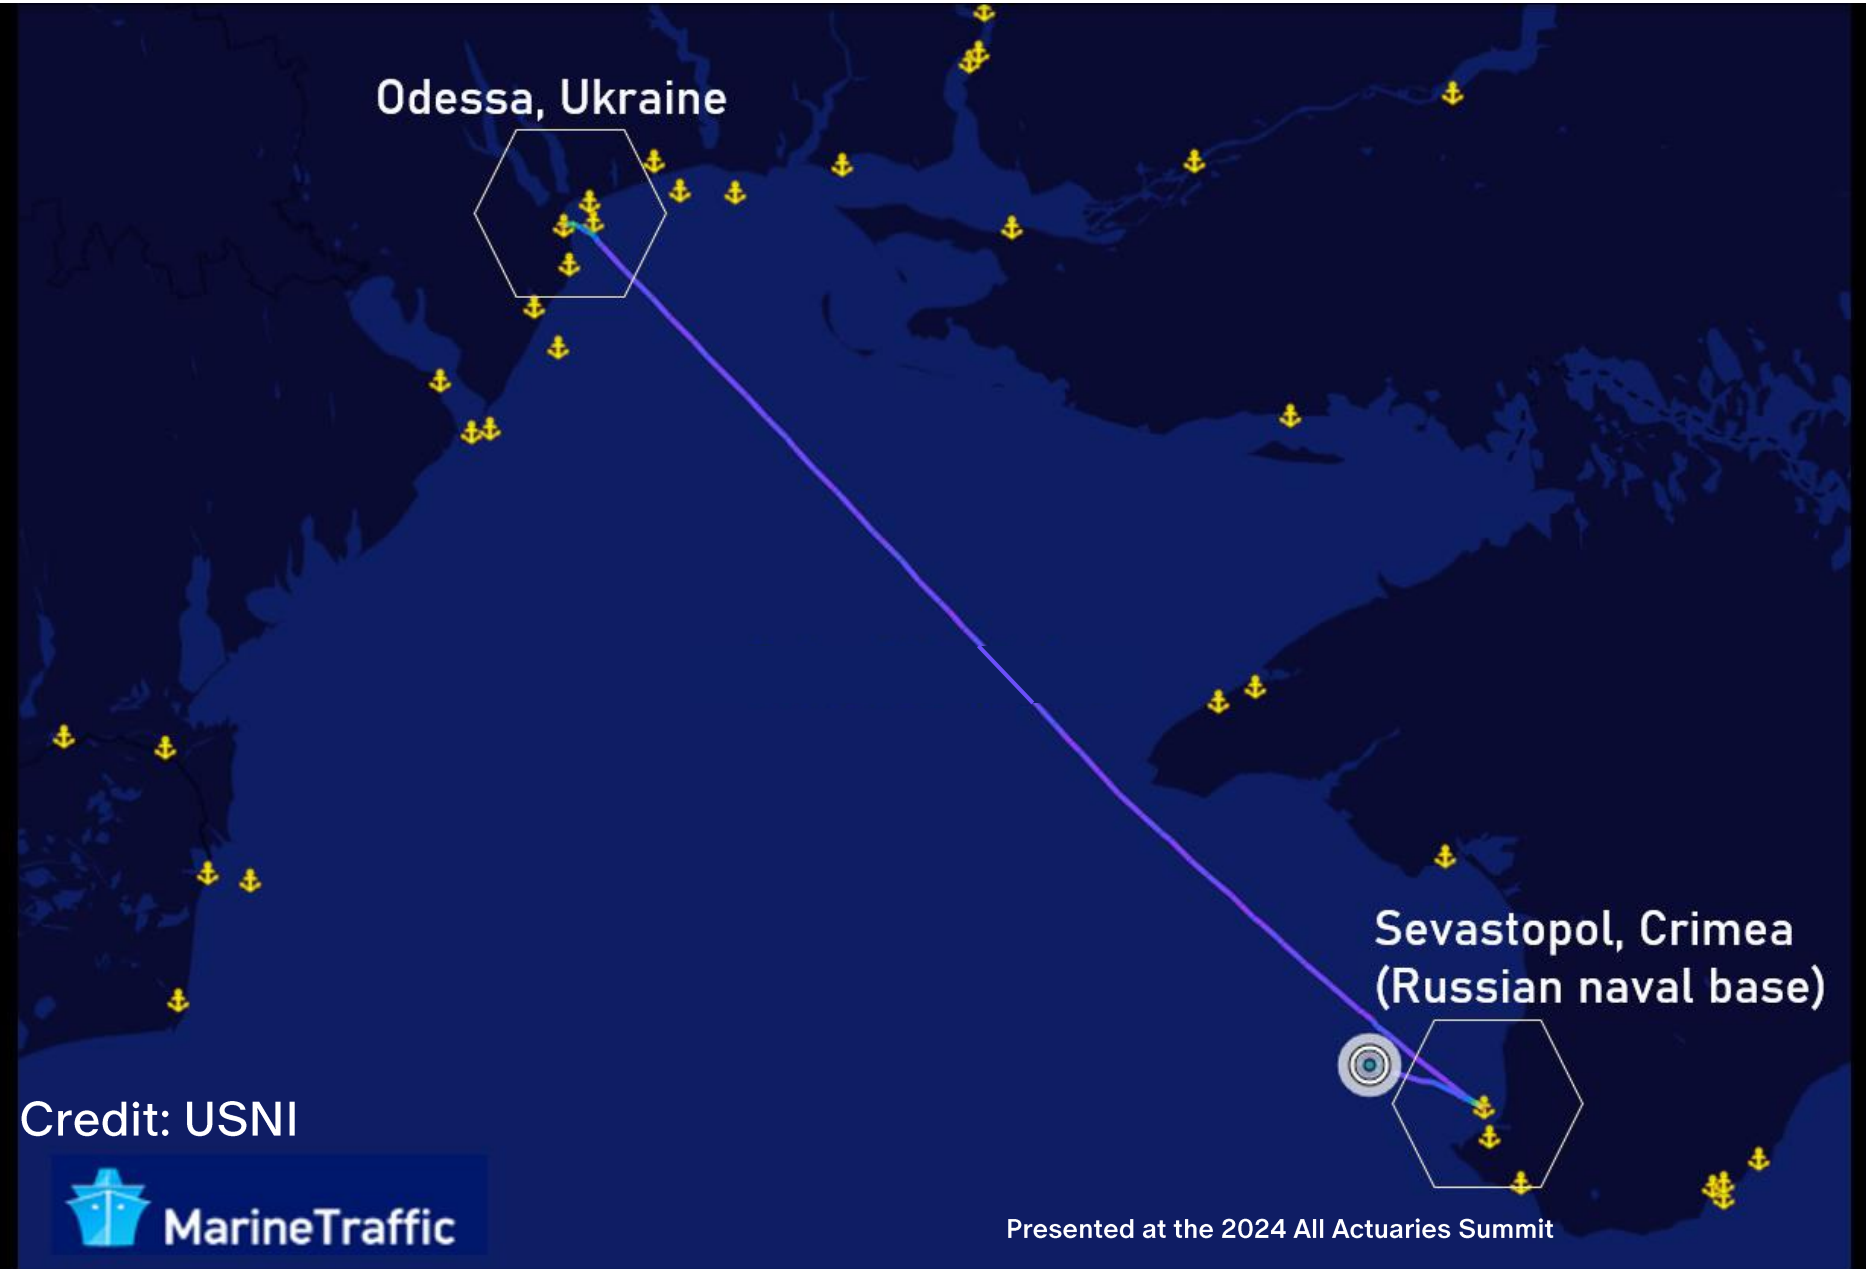 Odessa, Ukraine
Sevastopol, Crimea
(Russian naval base)
Credit: USNI
MarineTraffic
Presented at the 2024 All Actuaries Summit